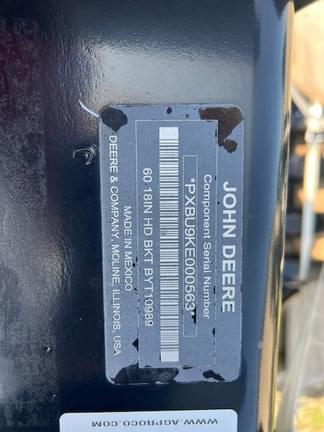 JOHN DEERE
Component Serial Number
*PXBU9KE000563*
60.18IN HD BKT BYT10989
MADE IN MEXICO
DEERE & COMPANY, MOLINE, ILLINOIS, USA
WWW.AGPROCO.COM